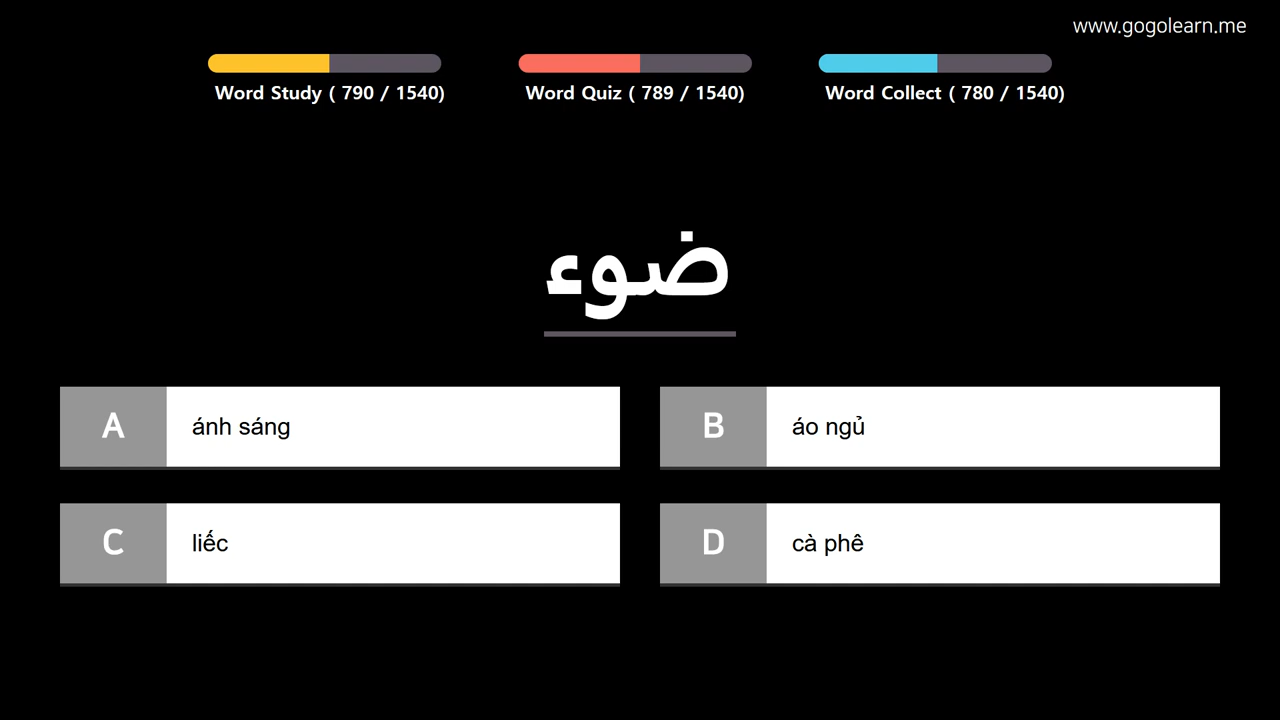 www.gogolearn.me
Word Study ( 790 / 1540)
Word Quiz ( 789 / 1540)
Word Collect ( 780 / 1540)
ضوء
A ánh sáng
B áo ngủ
C liếc
D cà phê